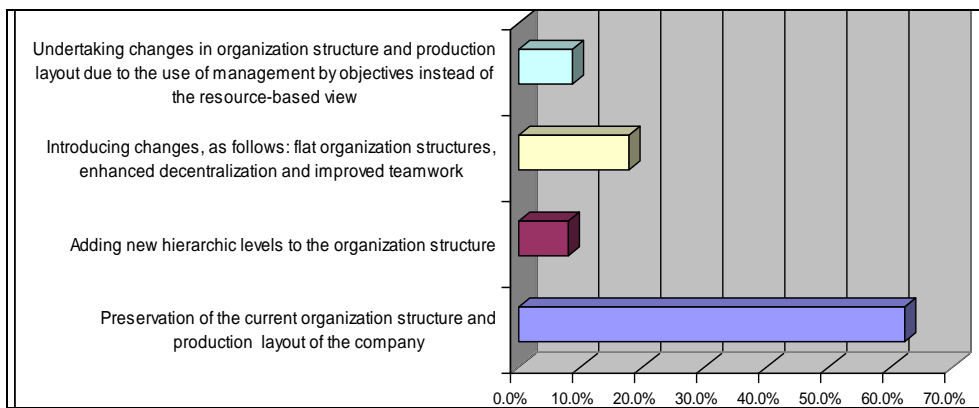 Undertaking changes in organization structure and production
layout due to the use of management by objectives instead of
the resource-based view
Introducing changes, as follows: flat organization structures,
enhanced decentralization and improved teamwork
Adding new hierarchic levels to the organization structure
Preservation of the current organization structure and
production layout of the company
0.0% 10.0% 20.0% 30.0% 40.0% 50.0% 60.0% 70.0%